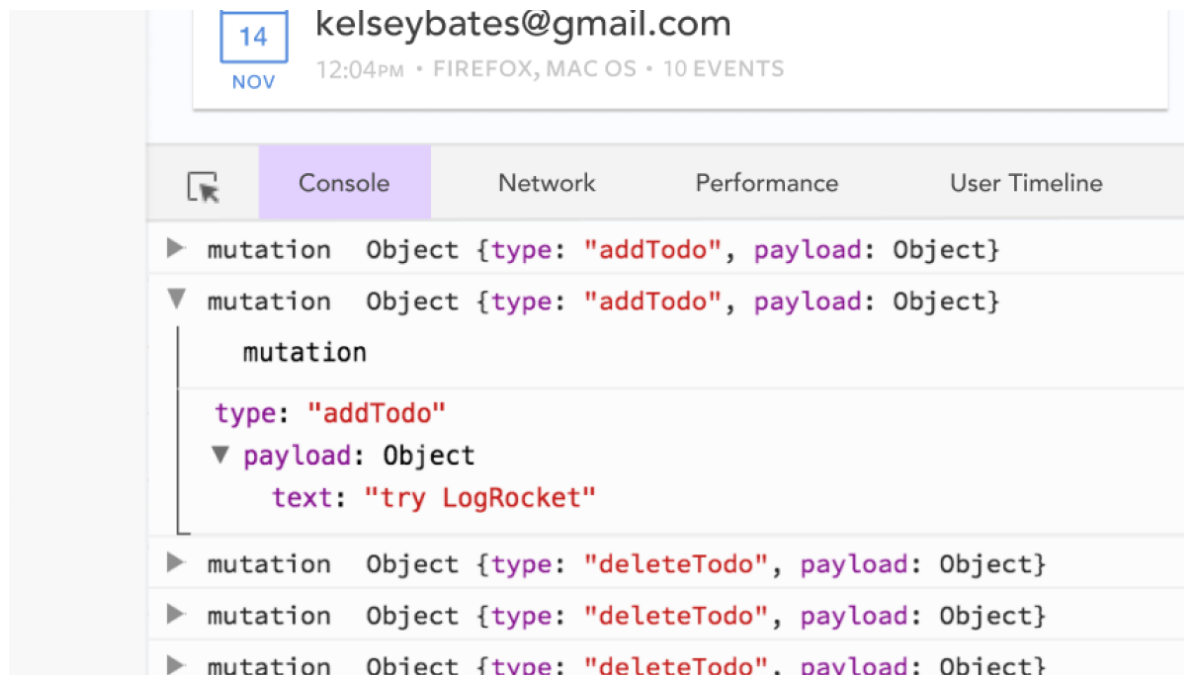 kelseybates@gmail.com
14
NOV
12:04PM • FIREFOX, MAC OS • 10 EVENTS
Console Network Performance User Timeline
mutation Object {type: "addTodo", payload: Object}
mutation Object {type: "addTodo", payload: Object}
mutation
type: "addTodo"
payload: Object
text: "try LogRocket"
mutation Object {type: "deleteTodo", payload: Object}
mutation Object {type: "deleteTodo", payload: Object}
mutation Object {type: "deleteTodo", payload: Object}